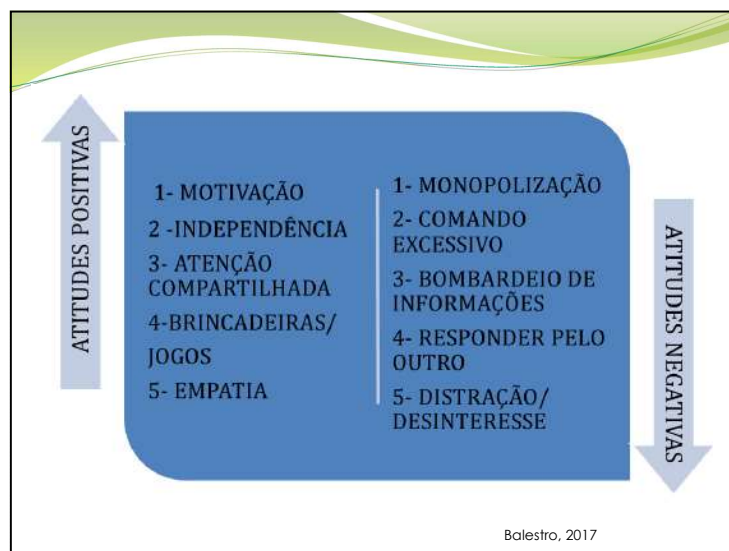 ATITUDES POSITIVAS
1- MOTIVAÇÃO
2 -INDEPENDÊNCIA
3- ATENÇÃO
COMPARTILHADA
4-BRINCADEIRAS/
JOGOS
5- EMPATIA
1- MONOPOLIZAÇÃO
2- COMANDO
EXCESSIVO
3- BOMBARDEIO DE
INFORMAÇÕES
4- RESPONDER PELO
OUTRO
5- DISTRAÇÃO/
DESINTERESSE
ATITUDES NEGATIVAS
Balestro, 2017